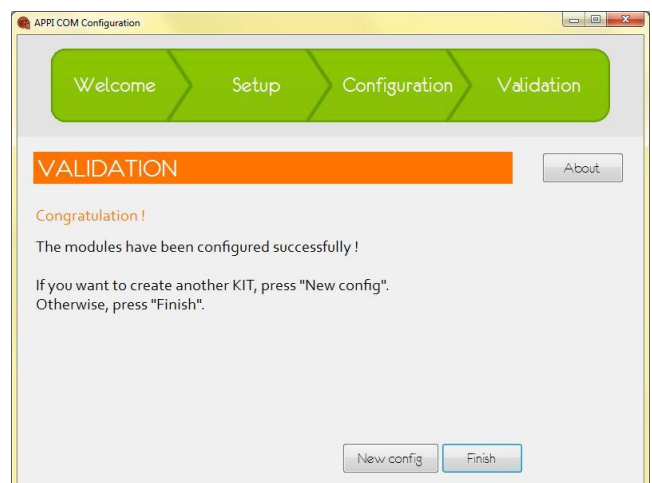 APPI COM Configuration
Welcome Setup Configuration Validation
VALIDATION
About
Congratulation !
The modules have been configured successfully !
If you want to create another KIT, press "New config".
Otherwise, press "Finish".
New config Finish